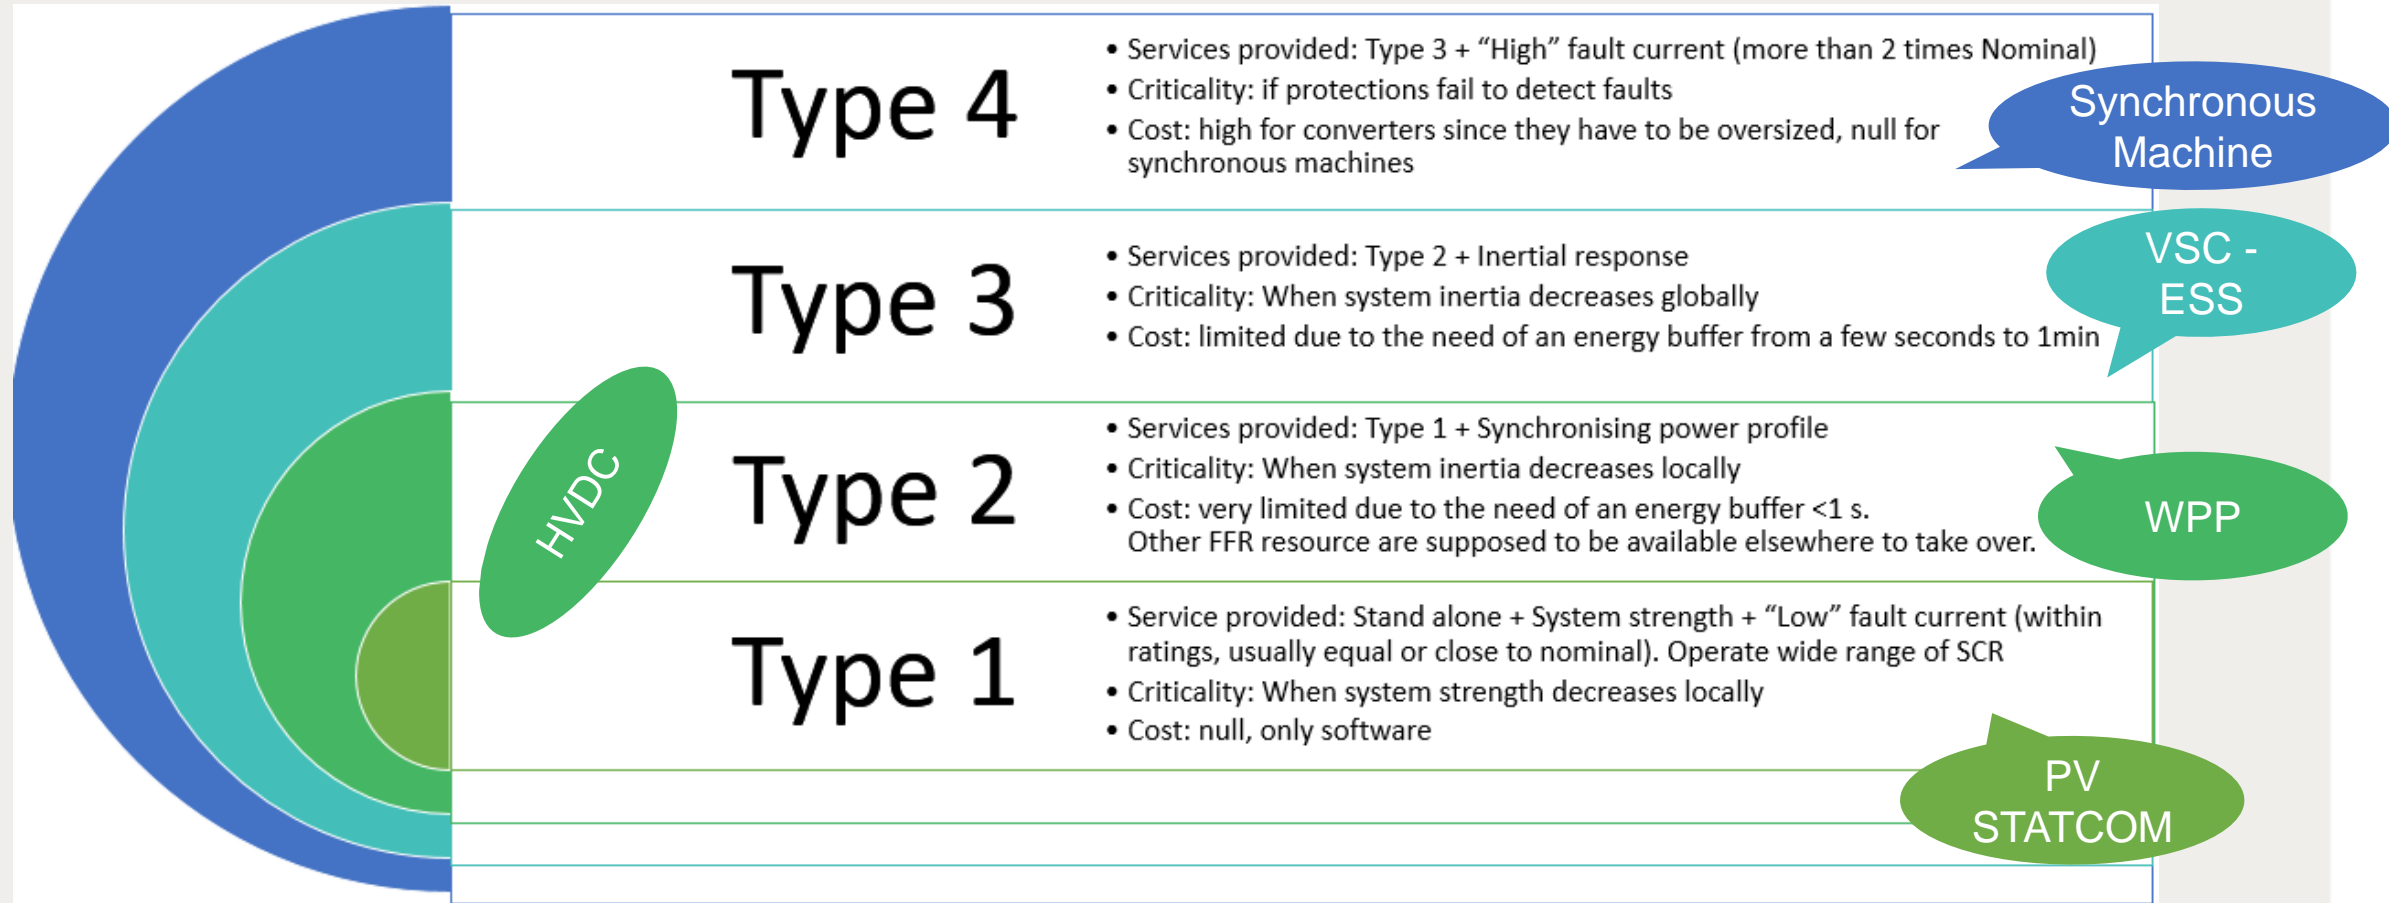 Type 4
• Services provided: Type 3 + “High” fault current (more than 2 times Nominal)
• Criticality: if protections fail to detect faults
• Cost: high for converters since they have to be oversized, null for
synchronous machines
Synchronous
Machine
Type 3
• Services provided: Type 2 + Inertial response
• Criticality: When system inertia decreases globally
• Cost: limited due to the need of an energy buffer from a few seconds to 1min
VSC -
ESS
HVDC
Type 2
• Services provided: Type 1 + Synchronising power profile
• Criticality: When system inertia decreases locally
• Cost: very limited due to the need of an energy buffer <1 s.
Other FFR resource are supposed to be available elsewhere to take over.
WPP
Type 1
• Service provided: Stand alone + System strength + “Low” fault current (within
ratings, usually equal or close to nominal). Operate wide range of SCR
• Criticality: When system strength decreases locally
• Cost: null, only software
PV
STATCOM